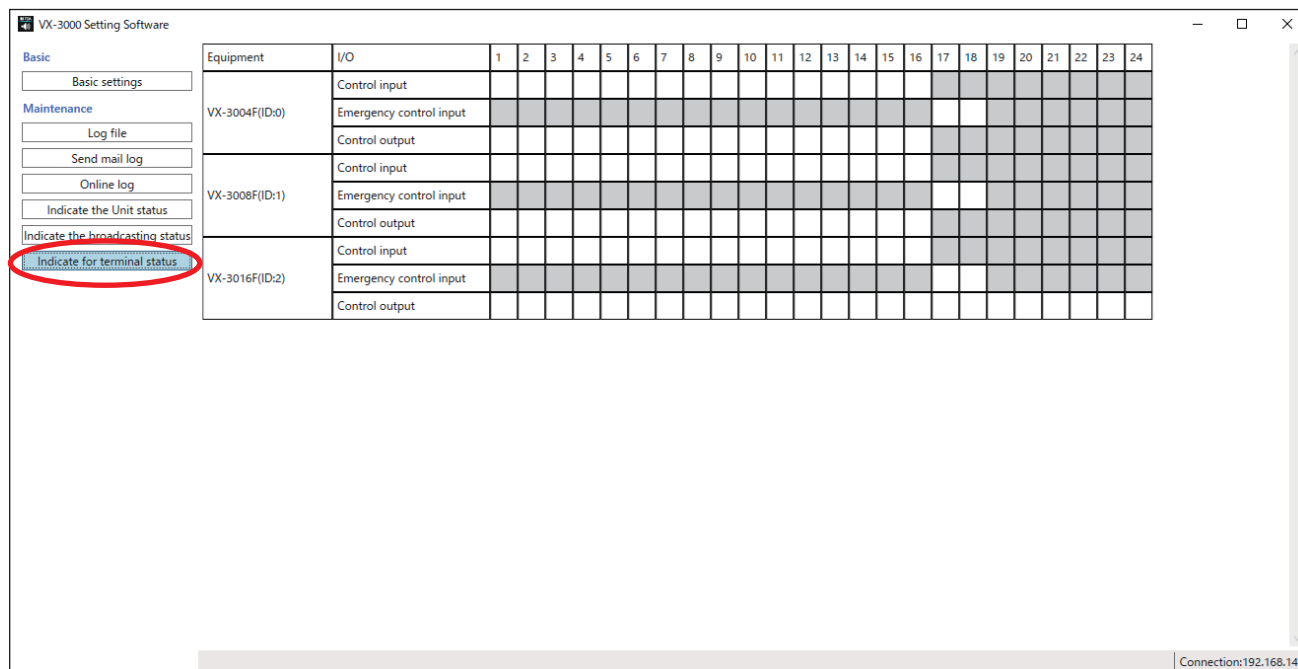 VX-3000 Setting Software
Basic
Basic settings
Maintenance
Log file
Send mail log
Online log
Indicate the Unit status
Indicate the broadcasting status
Indicate for terminal status
Equipment I/O 1 2 3 4 5 6 7 8 9 10 11 12 13 14 15 16 17 18 19 20 21 22 23 24
VX-3004F(ID:0)
Control input
Emergency control input
Control output
VX-3008F(ID:1)
Control input
Emergency control input
Control output
VX-3016F(ID:2)
Control input
Emergency control input
Control output
Connection:192.168.14